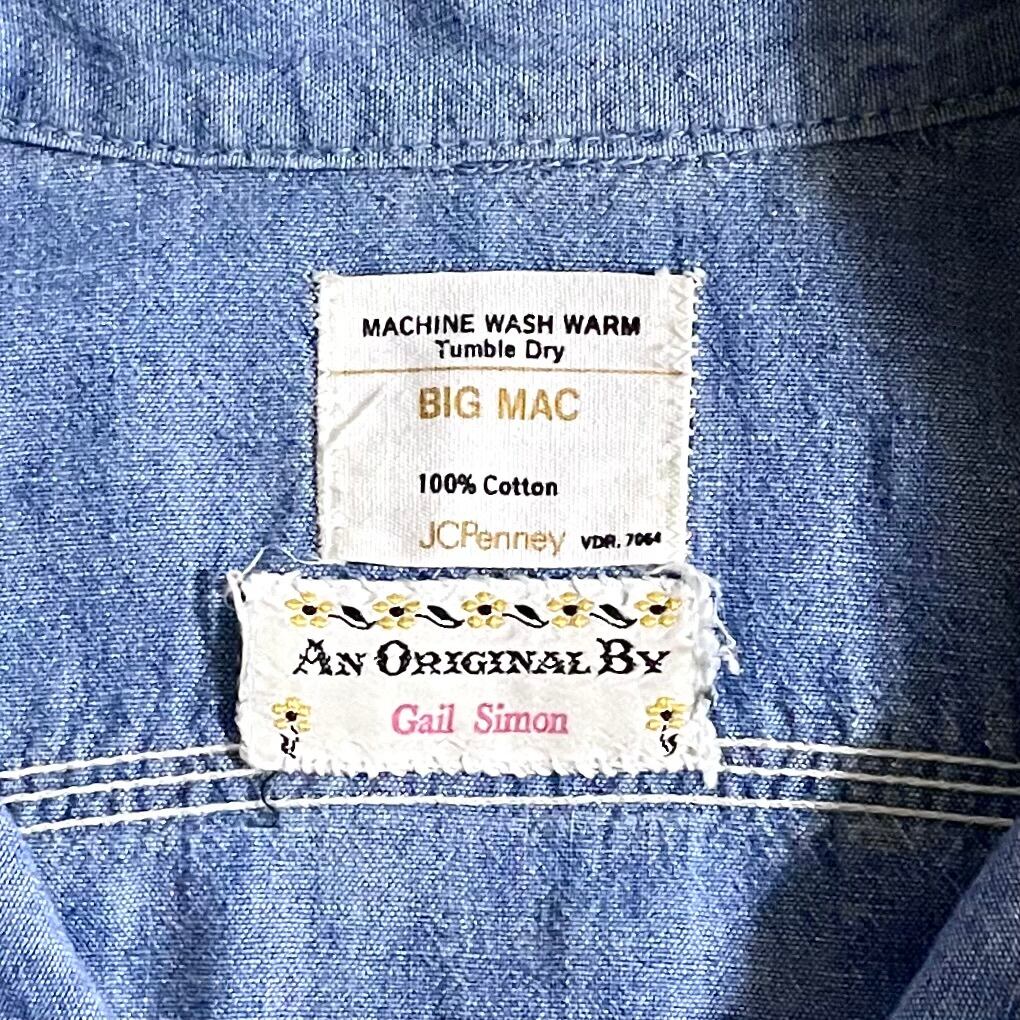 MACHINE WASH WARM
Tumble Dry
BIG MAC
100% Cotton
JCPenney VDR. 7064
AN ORIGINAL BY
Gail Simon